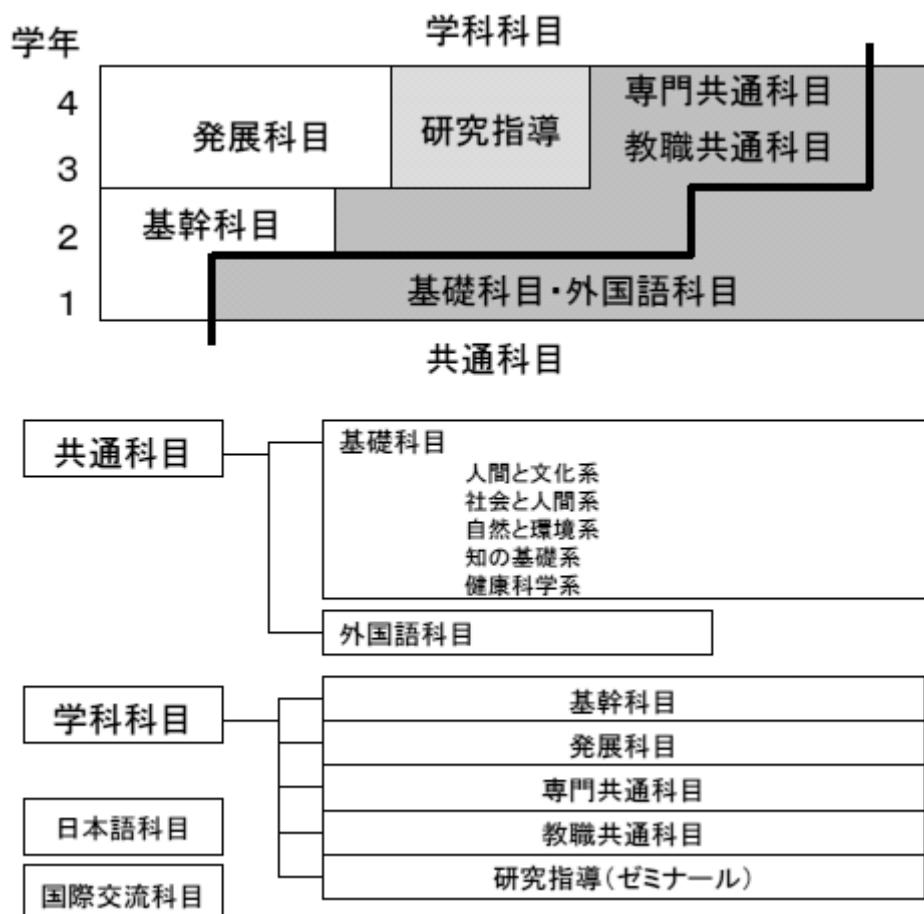 学科科目
学年
4
専門共通科目
発展科目
研究指導
教職共通科目
3
基幹科目
2
基礎科目・外国語科目
1
共通科目
共通科目
基礎科目
人間と文化系
社会と人間系
自然と環境系
知の基礎系
健康科学系
外国語科目
学科科目
基幹科目
発展科目
専門共通科目
教職共通科目
研究指導(ゼミナール)
日本語科目
国際交流科目